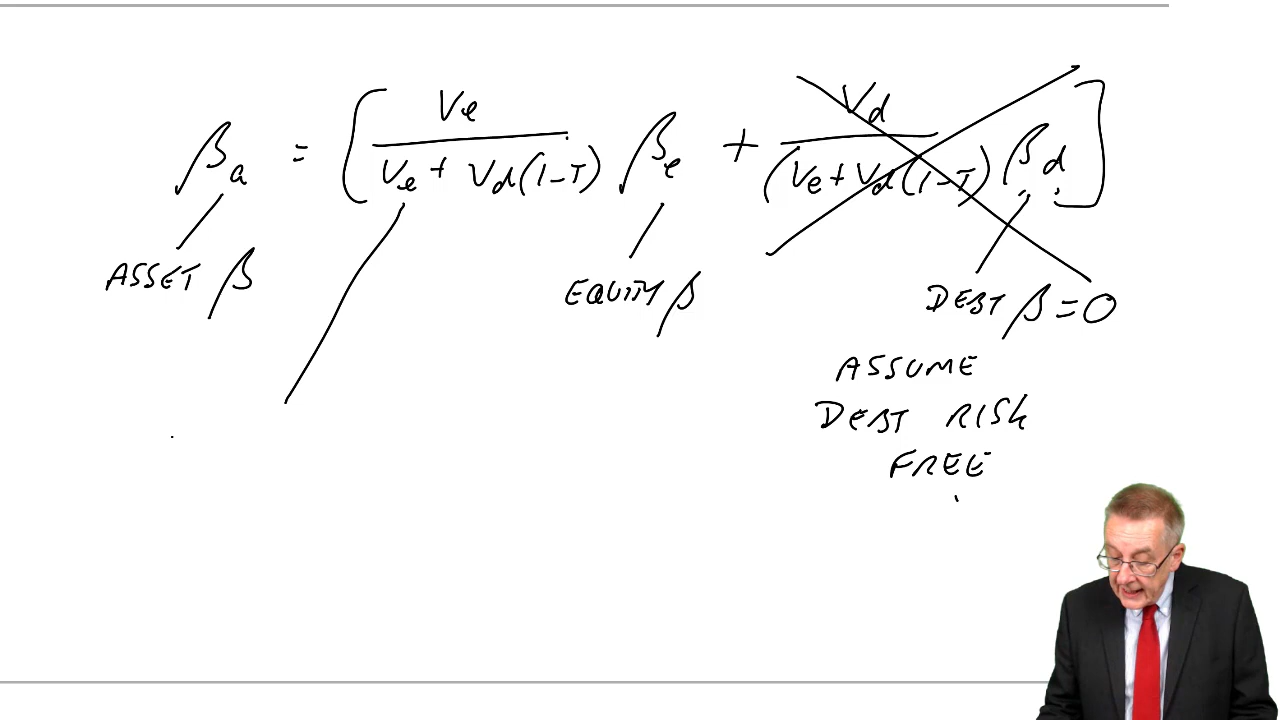 βa = [ Ve / (Ve + Vd(1-T)) βe + Vd / (Ve + Vd(1-T)) βd ]
ASSET β
EQUITY β
DEBT β = 0
ASSUME
DEBT RISK
FREE